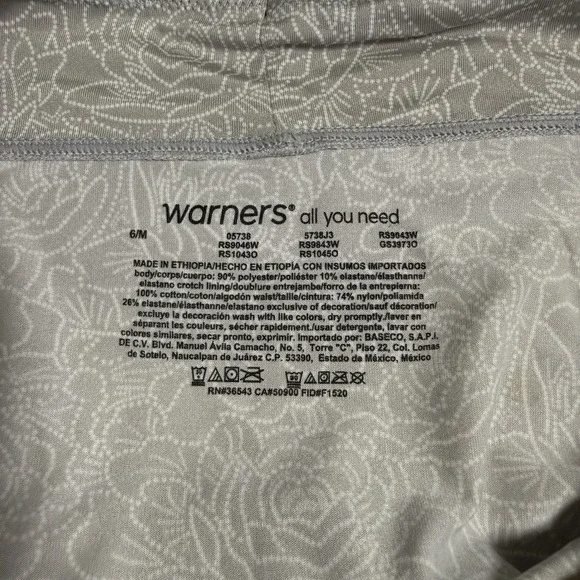 warners® all you need
6/M 05738 5738J3 RS9043W
RS9046W RS9843W GS3973O
RS1043O RS1045O
MADE IN ETHIOPIA/HECHO EN ETIOPÍA CON INSUMOS IMPORTADOS
body/corps/cuerpo: 90% polyester/poliéster 10% elastane/élasthanne/
elastano crotch lining/doublure entrejambe/forro de la entrepierna:
100% cotton/coton/algodón waist/taille/cintura: 74% nylon/poliamida
26% elastane/élasthanne/elastano exclusive of decoration/sauf décoration/
excluye la decoración wash with like colors, dry promptly./laver en
séparant les couleurs, sécher rapidement./usar detergente, lavar con
colores similares, secar pronto, exprimir. Importado por: BASECO, S.A.P.I.
DE C.V. Blvd. Manuel Ávila Camacho, No. 5, Torre "C", Piso 22, Col. Lomas
de Sotelo, Naucalpan de Juárez C.P. 53390, Estado de México, México
RN#36543 CA#50900 FID#F1520